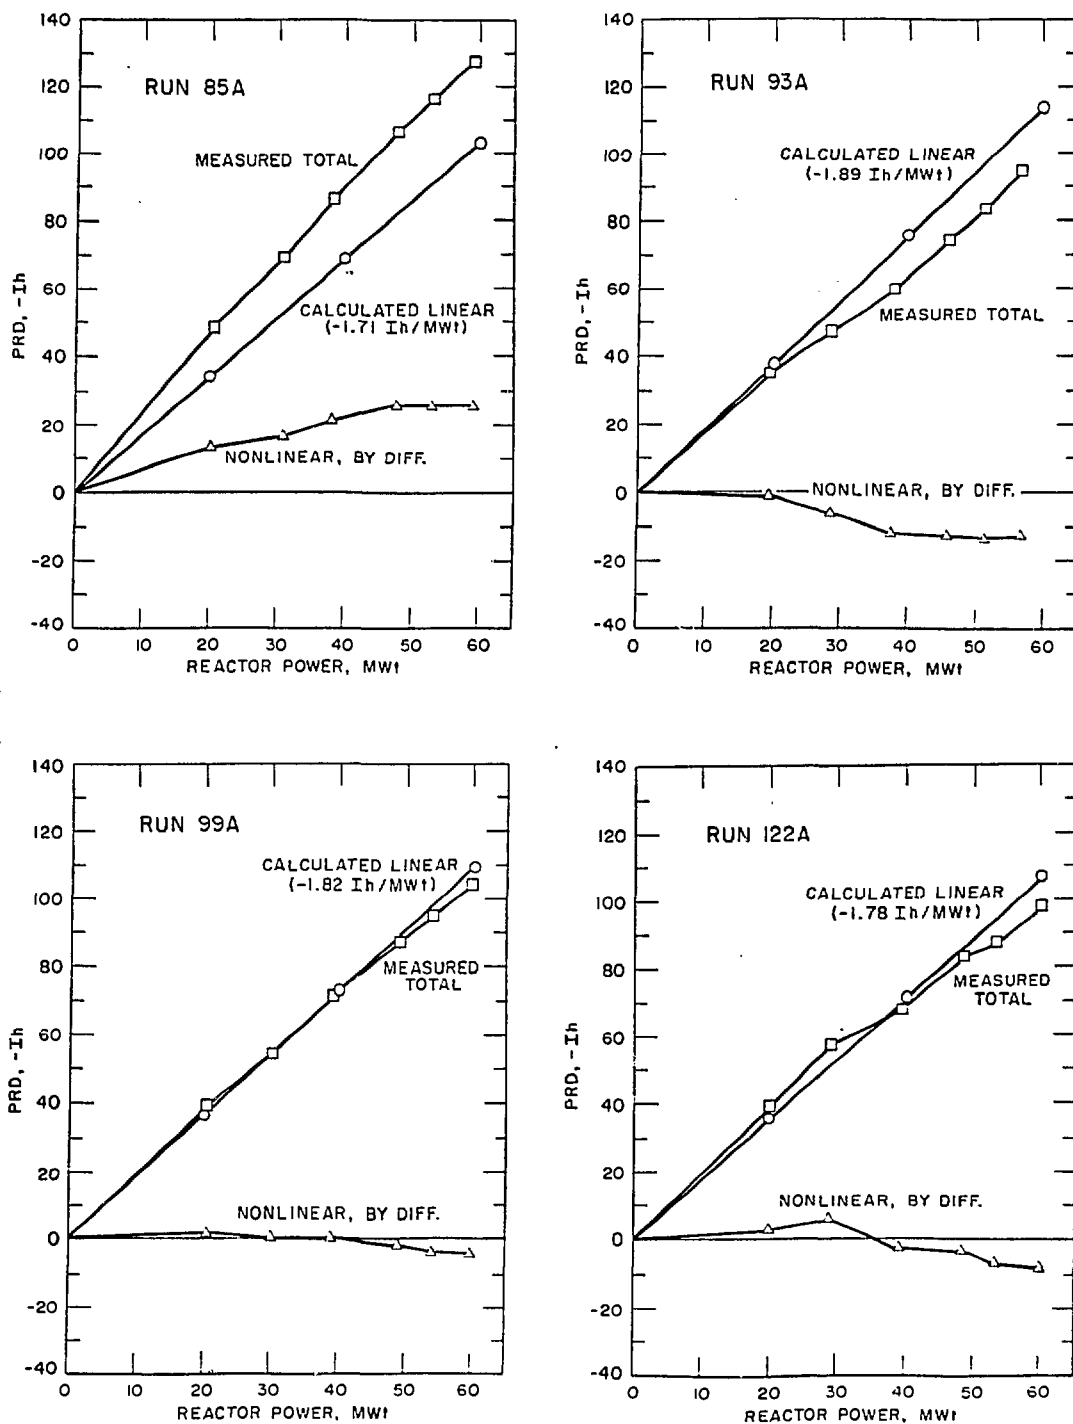 140
120
100
80
60
40
20
0
-20
-40
PRD, -Ih
RUN 85A
MEASURED TOTAL
CALCULATED LINEAR
(-1.71 Ih/MWt)
NONLINEAR, BY DIFF.
0 10 20 30 40 50 60
REACTOR POWER, MWt
140
120
100
80
60
40
20
0
-20
-40
PRD, -Ih
RUN 93A
CALCULATED LINEAR
(-1.89 Ih/MWt)
MEASURED TOTAL
NONLINEAR, BY DIFF.
0 10 20 30 40 50 60
REACTOR POWER, MWt
140
120
100
80
60
40
20
0
-20
-40
PRD, -Ih
RUN 99A
CALCULATED LINEAR
(-1.82 Ih/MWt)
MEASURED
TOTAL
NONLINEAR, BY DIFF.
0 10 20 30 40 50 60
REACTOR POWER, MWt
140
120
100
80
60
40
20
0
-20
-40
PRD, -Ih
RUN 122A
CALCULATED LINEAR
(-1.78 Ih/MWt)
MEASURED
TOTAL
NONLINEAR, BY DIFF.
0 10 20 30 40 50 60
REACTOR POWER, MWt